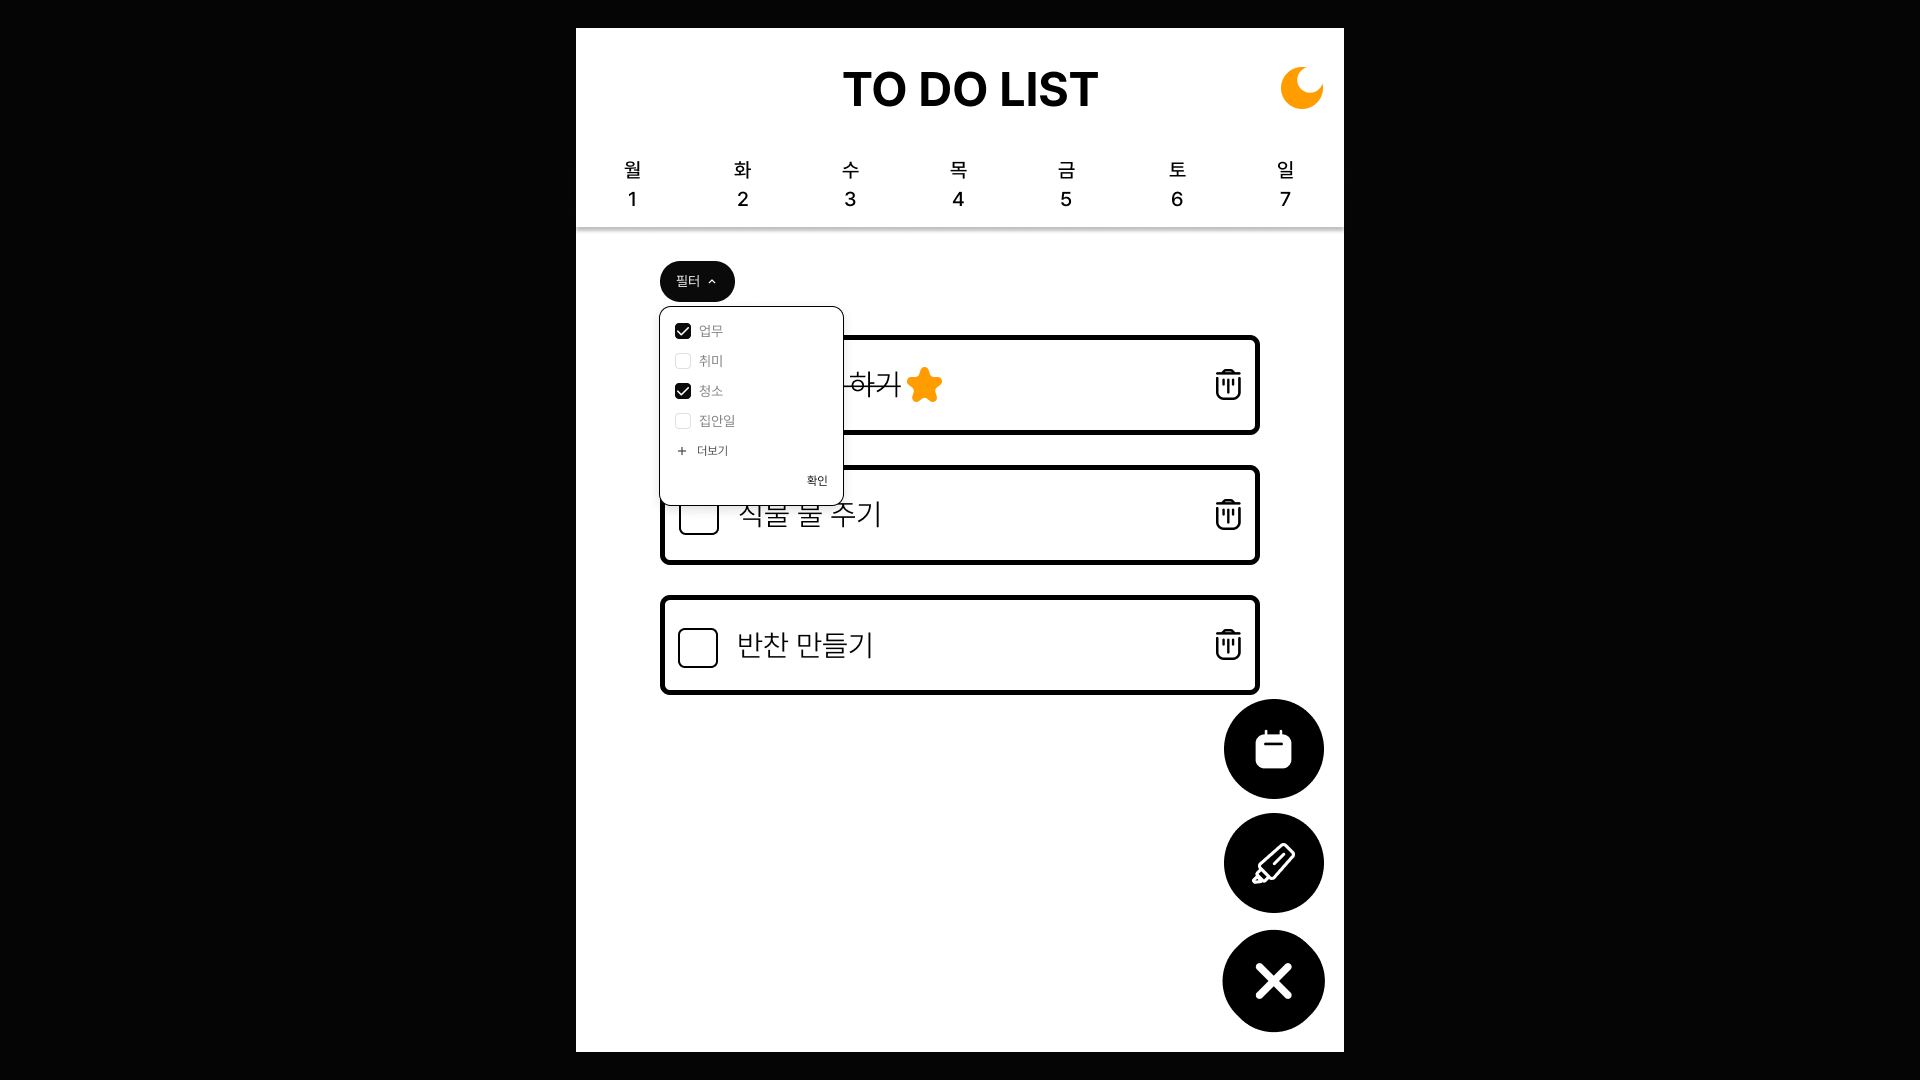 TO DO LIST
월 화 수 목 금 토 일
1 2 3 4 5 6 7
필터
업무
취미
청소
집안일
더보기
확인
하기
식물 물 주기
반찬 만들기